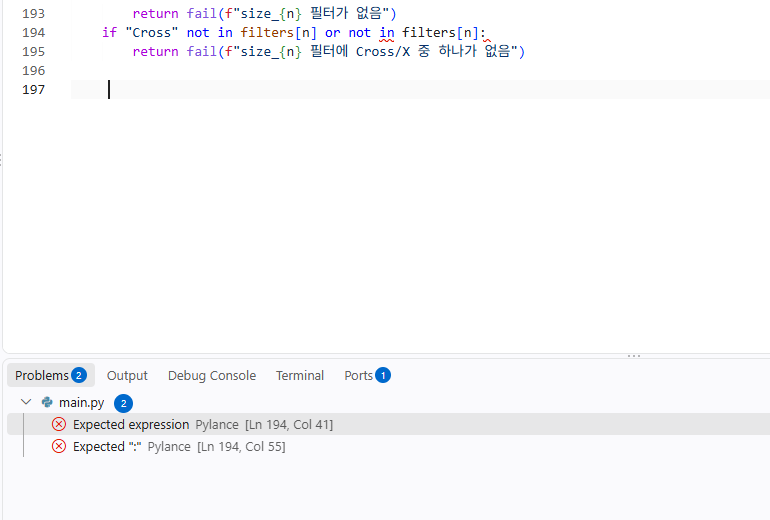 193 return fail(f"size_{n} 필터가 없음")
194 if "Cross" not in filters[n] or not in filters[n]:
195 return fail(f"size_{n} 필터에 Cross/X 중 하나가 없음")
196
197
Problems 2 Output Debug Console Terminal Ports 1
main.py 2
Expected expression Pylance [Ln 194, Col 41]
Expected ":" Pylance [Ln 194, Col 55]